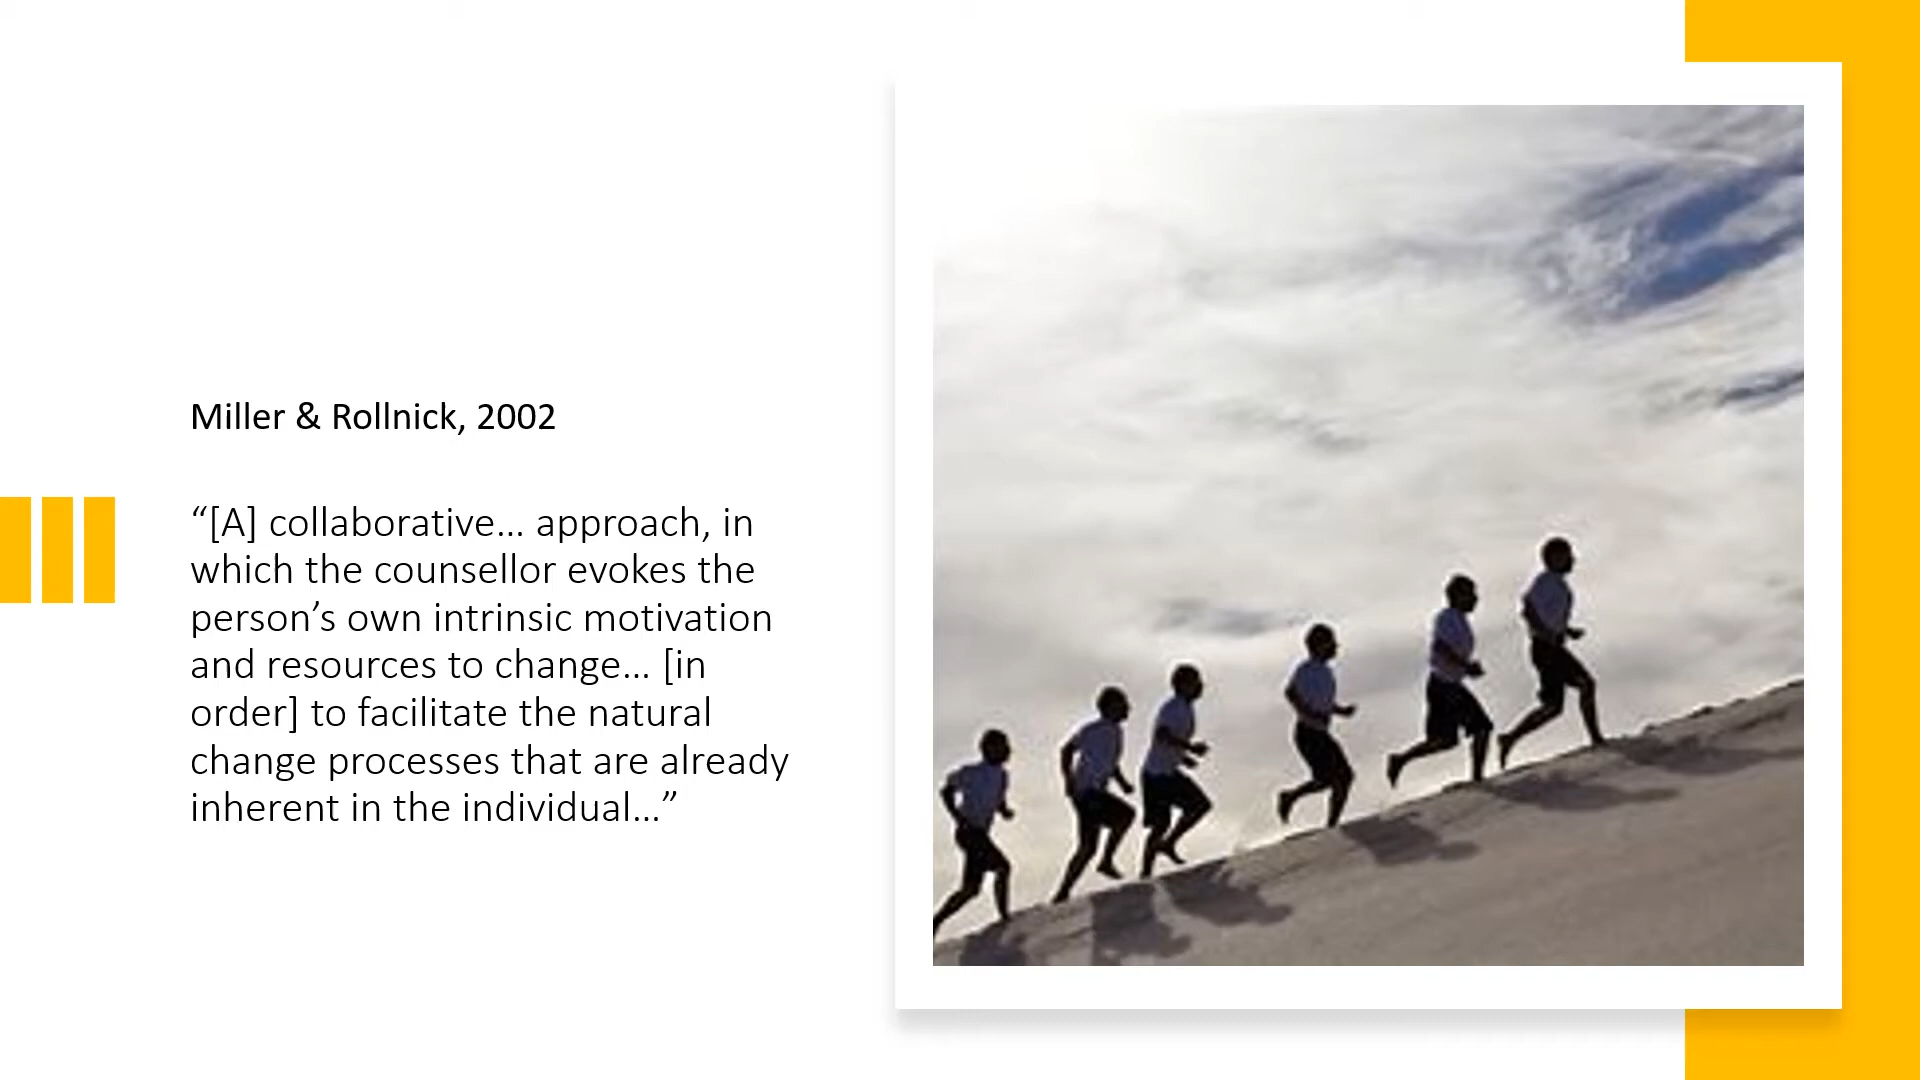 Miller & Rollnick, 2002
“[A] collaborative… approach, in
which the counsellor evokes the
person’s own intrinsic motivation
and resources to change… [in
order] to facilitate the natural
change processes that are already
inherent in the individual…”